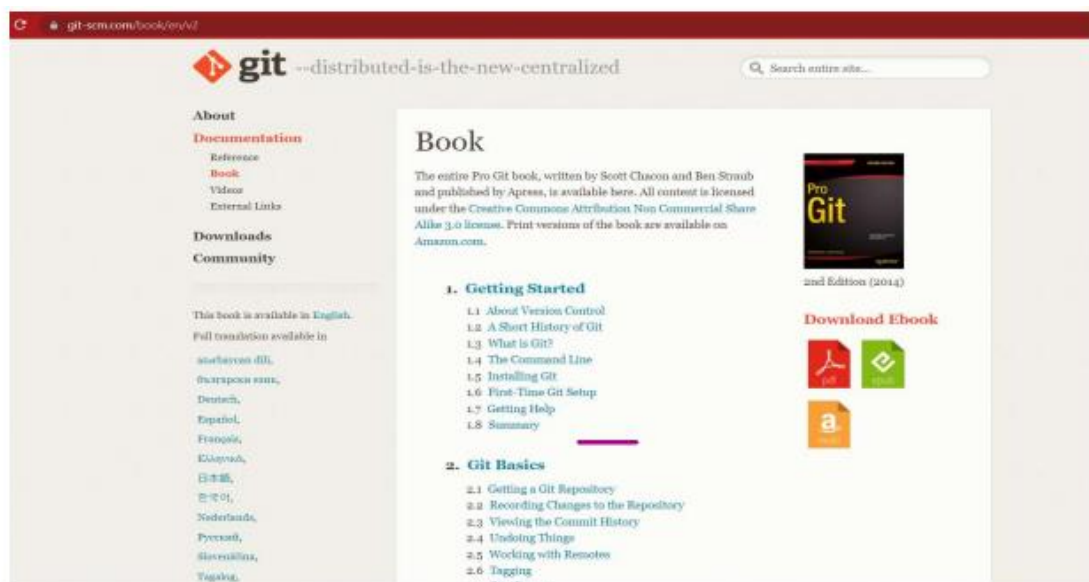 git-scm.com/book/en/v2
git --distributed-is-the-new-centralized
Search entire site...
About
Documentation
Reference
Book
Videos
External Links
Downloads
Community
This book is available in English.
Full translation available in
azərbaycan dili,
български език,
Deutsch,
Español,
Français,
Ελληνικά,
日本語,
한국어,
Nederlands,
Русский,
Slovenščina,
Tagalog,
Book
The entire Pro Git book, written by Scott Chacon and Ben Straub
and published by Apress, is available here. All content is licensed
under the Creative Commons Attribution Non Commercial Share
Alike 3.0 license. Print versions of the book are available on
Amazon.com.
1. Getting Started
1.1 About Version Control
1.2 A Short History of Git
1.3 What is Git?
1.4 The Command Line
1.5 Installing Git
1.6 First-Time Git Setup
1.7 Getting Help
1.8 Summary
2. Git Basics
2.1 Getting a Git Repository
2.2 Recording Changes to the Repository
2.3 Viewing the Commit History
2.4 Undoing Things
2.5 Working with Remotes
2.6 Tagging
Pro
Git
2nd Edition (2014)
Download Ebook
pdf
epub
a